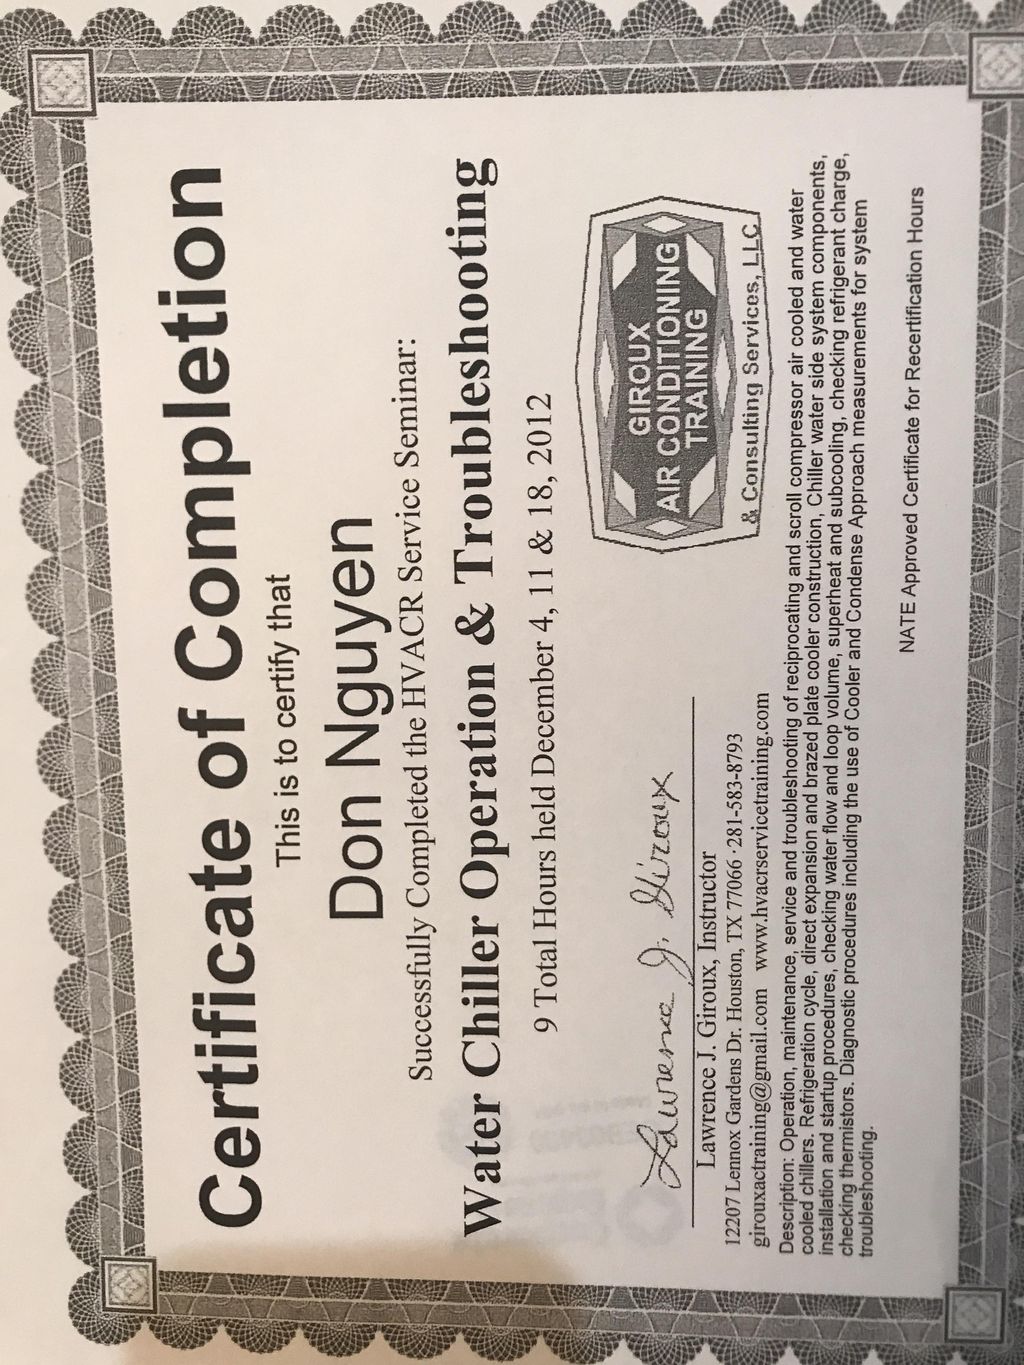 Certificate of Completion
This is to certify that
Don Nguyen
Successfully Completed the HVACR Service Seminar:
Water Chiller Operation & Troubleshooting
9 Total Hours held December 4, 11 & 18, 2012
GIROUX
AIR CONDITIONING
TRAINING
& Consulting Services, LLC
Lawrence J. Giroux
Lawrence J. Giroux, Instructor
12207 Lennox Gardens Dr. Houston, TX 77066 · 281-583-8793
girouxactraining@gmail.com www.hvacrservicetraining.com
Description: Operation, maintenance, service and troubleshooting of reciprocating and scroll compressor air cooled and water
cooled chillers. Refrigeration cycle, direct expansion and brazed plate cooler construction, Chiller water side system components,
installation and startup procedures, checking water flow and loop volume, superheat and subcooling, checking refrigerant charge,
checking thermistors. Diagnostic procedures including the use of Cooler and Condense Approach measurements for system
troubleshooting.
NATE Approved Certificate for Recertification Hours